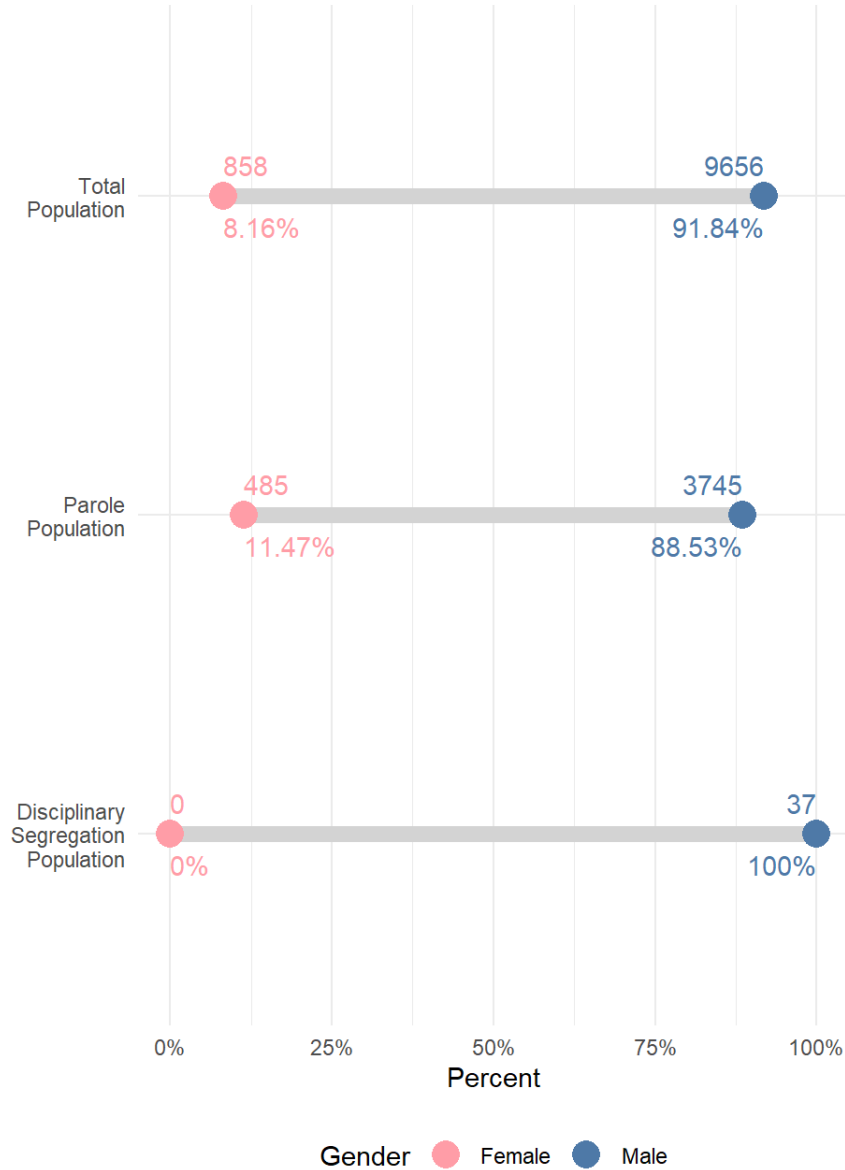 858
9656
Total
Population
8.16%
91.84%
485
3745
Parole
Population
11.47%
88.53%
0
37
Disciplinary
Segregation
Population
0%
100%
0%
25%
50%
75%
100%
Percent
Gender
Female
Male